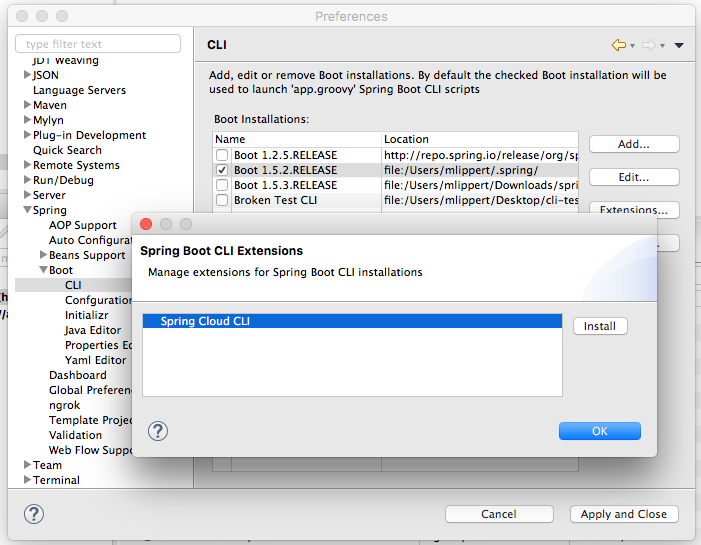 Preferences
type filter text
JDT Weaving
JSON
Language Servers
Maven
Mylyn
Plug-in Development
Quick Search
Remote Systems
Run/Debug
Server
Spring
AOP Support
Auto Configurat
Beans Support
Boot
CLI
Configuration
Initializr
Java Editor
Properties Ed
Yaml Editor
Dashboard
Global Preferenc
ngrok
Template Projec
Validation
Web Flow Suppo
Team
Terminal
CLI
Add, edit or remove Boot installations. By default the checked Boot installation will be
used to launch 'app.groovy' Spring Boot CLI scripts
Boot Installations:
Name Location
Boot 1.2.5.RELEASE http://repo.spring.io/release/org/sp
Boot 1.5.2.RELEASE file:/Users/mlippert/.spring/
Boot 1.5.3.RELEASE file:/Users/mlippert/Downloads/spri
Broken Test CLI file:/Users/mlippert/Desktop/cli-tes
Add...
Edit...
Extensions...
Spring Boot CLI Extensions
Manage extensions for Spring Boot CLI installations
Spring Cloud CLI
Install
OK
Cancel
Apply and Close